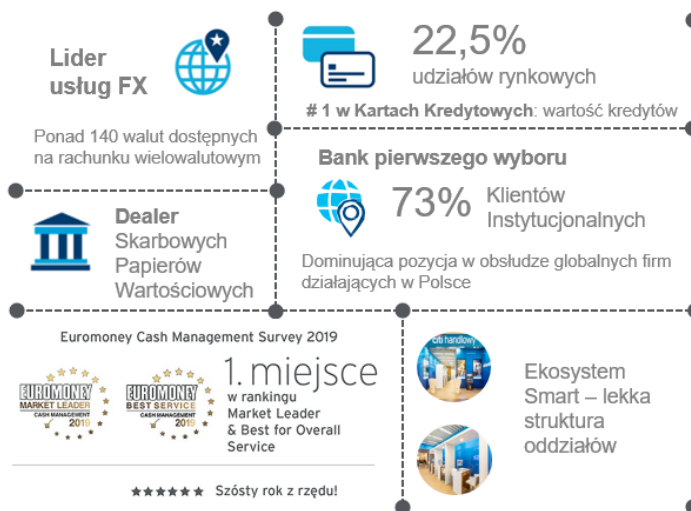 Lider
usług FX
Ponad 140 walut dostępnych
na rachunku wielowalutowym
22,5%
udziałów rynkowych
# 1 w Kartach Kredytowych: wartość kredytów
Bank pierwszego wyboru
73% Klientów
Instytucjonalnych
Dominująca pozycja w obsłudze globalnych firm
działających w Polsce
Dealer
Skarbowych
Papierów
Wartościowych
Euromoney Cash Management Survey 2019
EUROMONEY
MARKET LEADER
CASH MANAGEMENT
2019
EUROMONEY
BEST SERVICE
CASH MANAGEMENT
2019
1. miejsce
w rankingu
Market Leader
& Best for Overall
Service
★★★★★★ Szósty rok z rzędu!
citi handlowy
Ekosystem
Smart – lekka
struktura
oddziałów